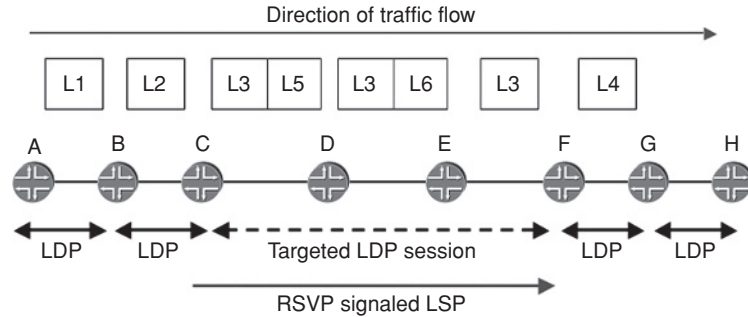 Direction of traffic flow
L1 L2 L3 L5 L3 L6 L3 L4
A B C D E F G H
LDP LDP Targeted LDP session LDP LDP
RSVP signaled LSP